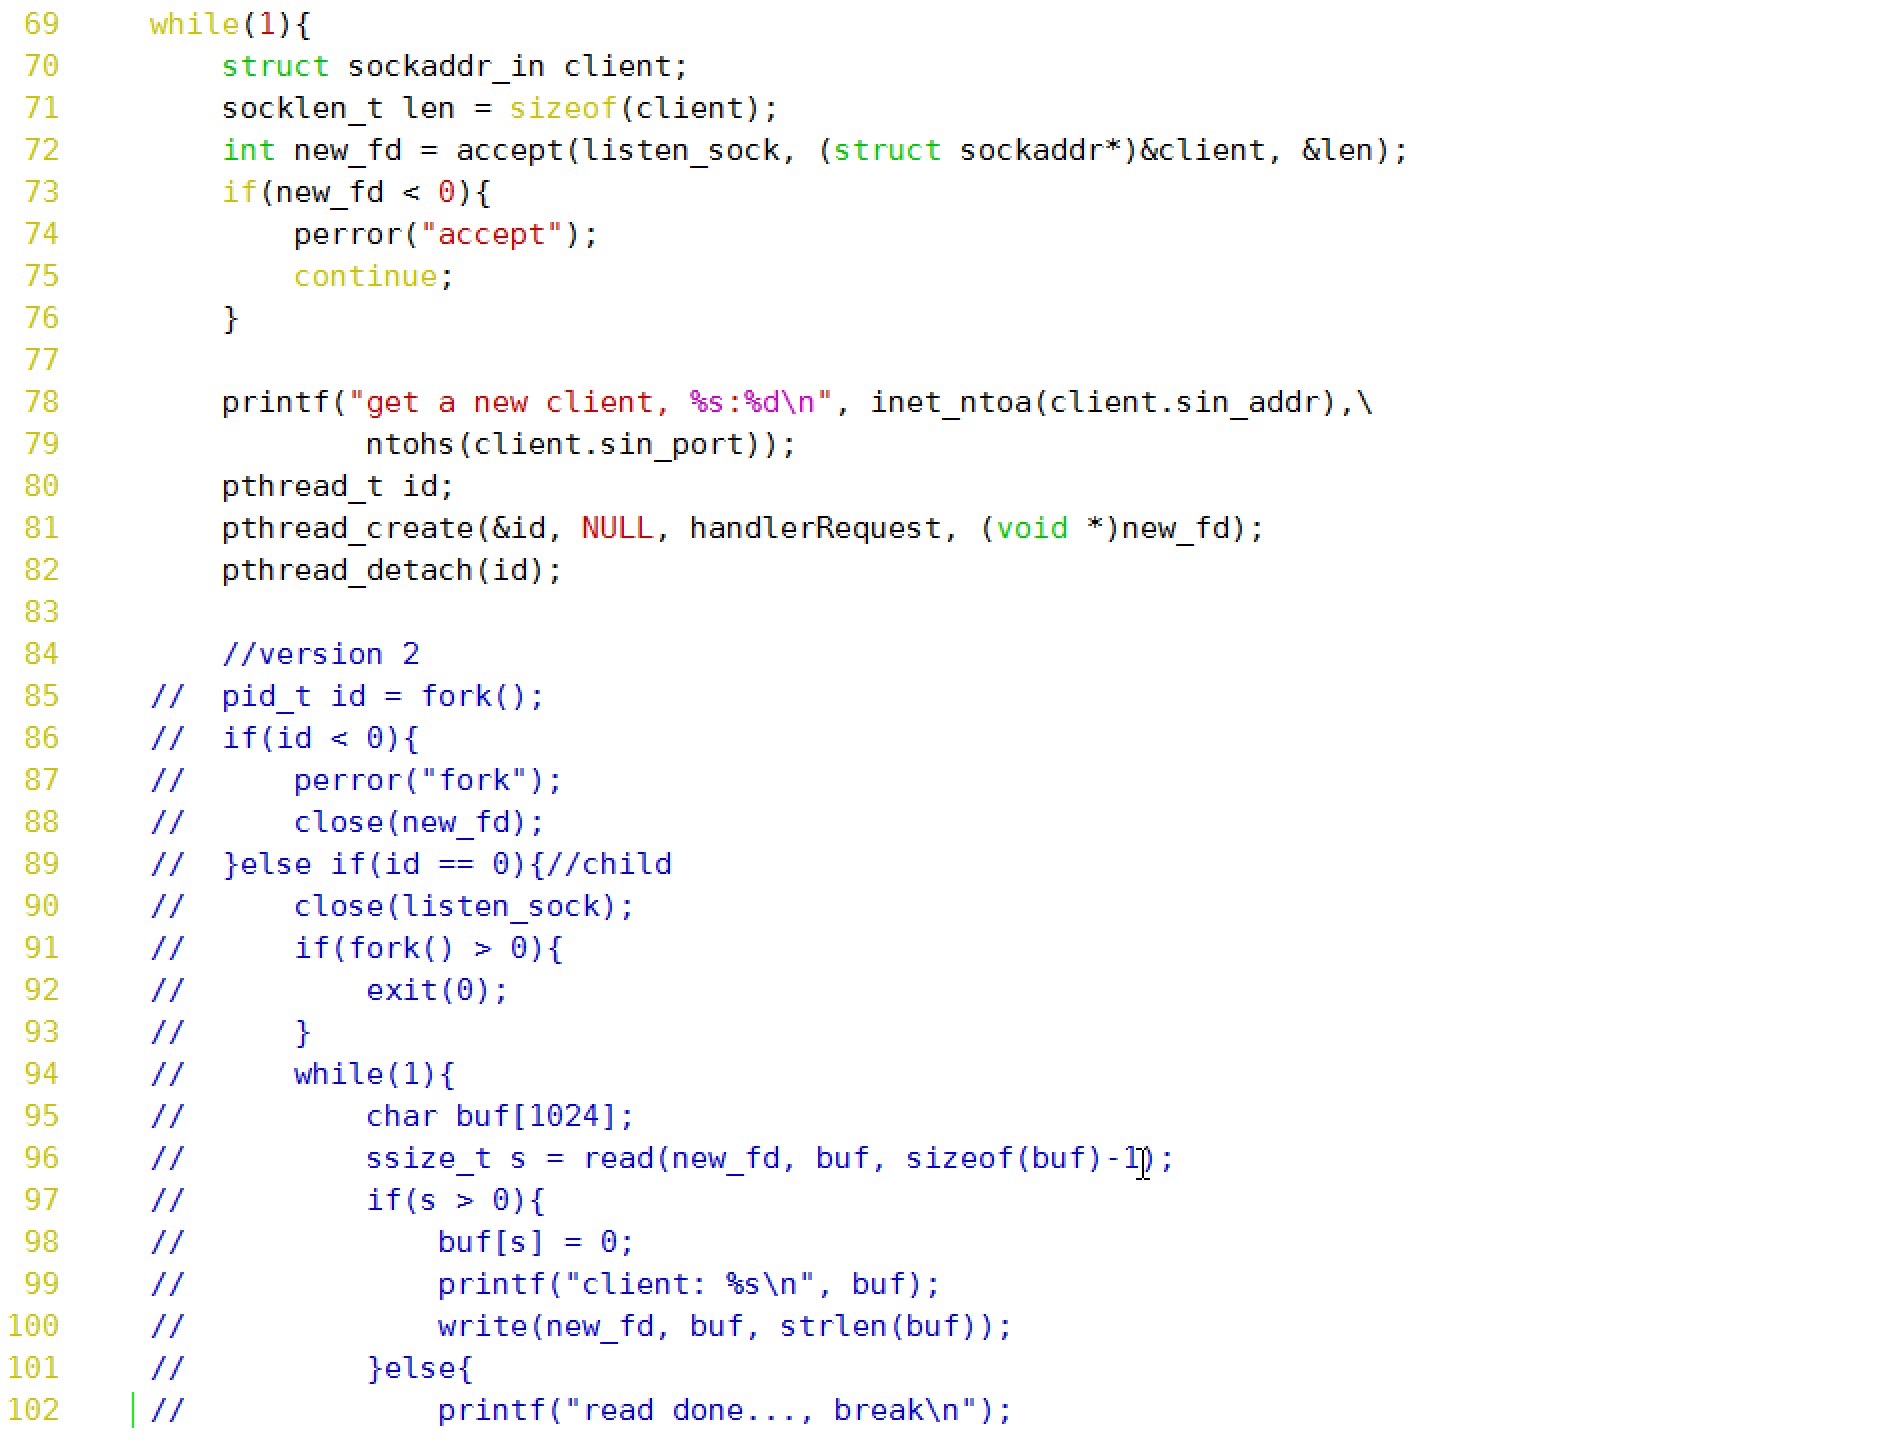 69     while(1){
70         struct sockaddr_in client;
71         socklen_t len = sizeof(client);
72         int new_fd = accept(listen_sock, (struct sockaddr*)&client, &len);
73         if(new_fd < 0){
74             perror("accept");
75             continue;
76         }
77
78         printf("get a new client, %s:%d\n", inet_ntoa(client.sin_addr),\
79                 ntohs(client.sin_port));
80         pthread_t id;
81         pthread_create(&id, NULL, handlerRequest, (void *)new_fd);
82         pthread_detach(id);
83
84         //version 2
85     //  pid_t id = fork();
86     //  if(id < 0){
87     //      perror("fork");
88     //      close(new_fd);
89     //  }else if(id == 0){//child
90     //      close(listen_sock);
91     //      if(fork() > 0){
92     //          exit(0);
93     //      }
94     //      while(1){
95     //          char buf[1024];
96     //          ssize_t s = read(new_fd, buf, sizeof(buf)-1);
97     //          if(s > 0){
98     //              buf[s] = 0;
99     //              printf("client: %s\n", buf);
100     //              write(new_fd, buf, strlen(buf));
101     //          }else{
102     //              printf("read done..., break\n");